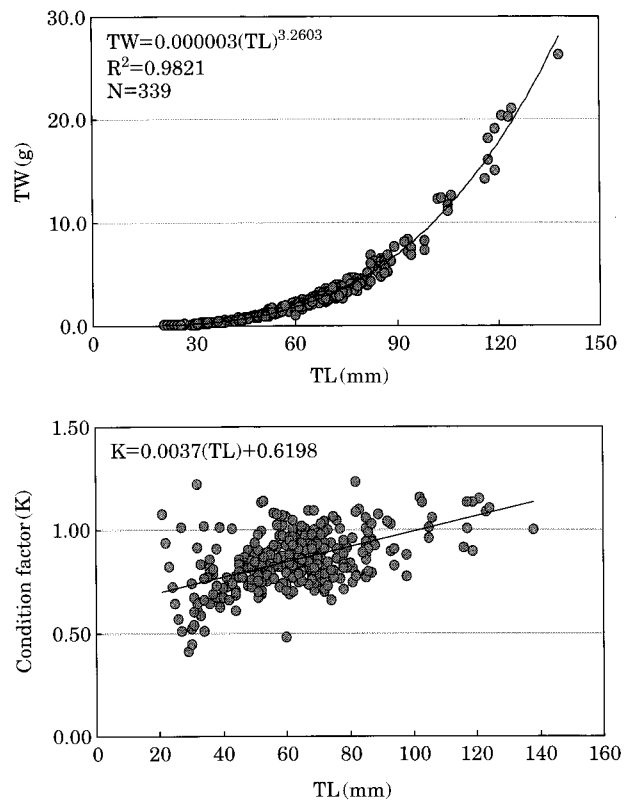 30.0
20.0
10.0
0.0
TW(g)
TW=0.000003(TL)^3.2603
R²=0.9821
N=339
0 30 60 90 120 150
TL(mm)
1.50
1.00
0.50
0.00
Condition factor(K)
K=0.0037(TL)+0.6198
0 20 40 60 80 100 120 140 160
TL(mm)